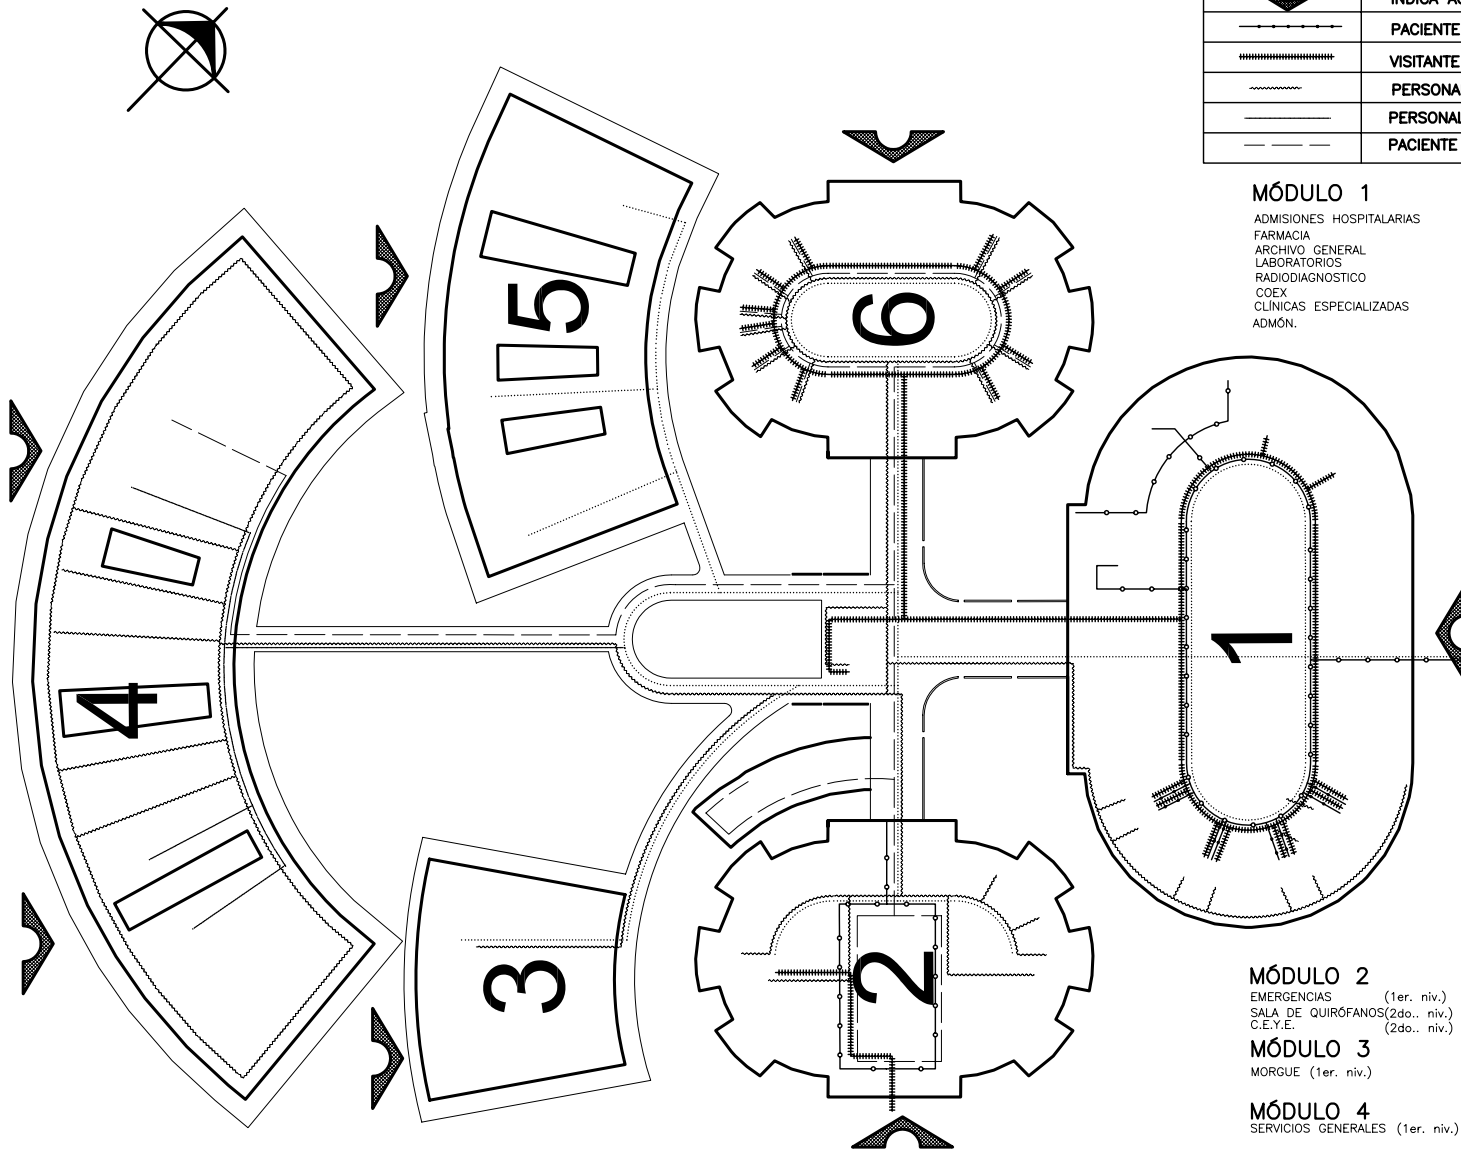 PACIENTE
VISITANTE
PERSONAL
PACIENTE
MÓDULO 1
ADMISIONES HOSPITALARIAS
FARMACIA
ARCHIVO GENERAL
LABORATORIOS
RADIODIAGNOSTICO
COEX
CLÍNICAS ESPECIALIZADAS
ADMÓN.
5
6
1
4
3
2
MÓDULO 2
EMERGENCIAS (1er. niv.)
SALA DE QUIRÓFANOS(2do.. niv.)
C.E.Y.E. (2do.. niv.)
MÓDULO 3
MORGUE (1er. niv.)
MÓDULO 4
SERVICIOS GENERALES (1er. niv.)